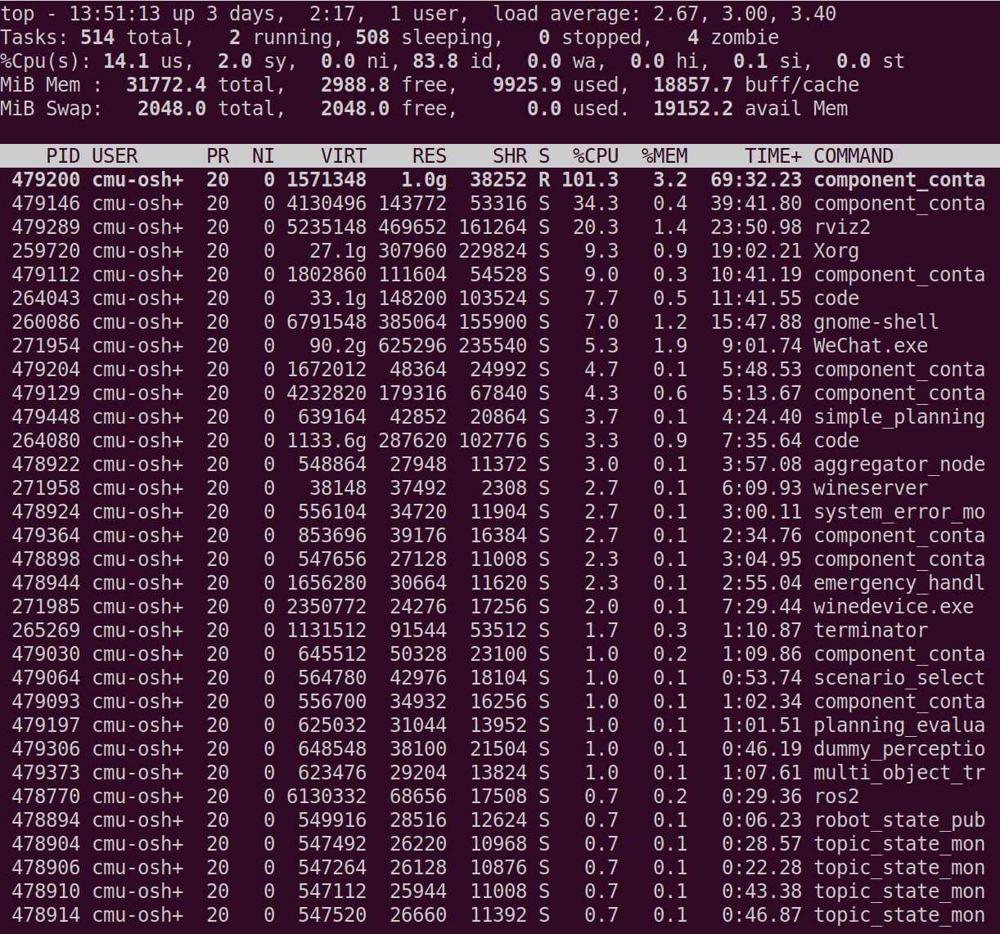 top - 13:51:13 up 3 days,  2:17,  1 user,  load average: 2.67, 3.00, 3.40
Tasks: 514 total,   2 running, 508 sleeping,   0 stopped,   4 zombie
%Cpu(s): 14.1 us,  2.0 sy,  0.0 ni, 83.8 id,  0.0 wa,  0.0 hi,  0.1 si,  0.0 st
MiB Mem :  31772.4 total,   2988.8 free,   9925.9 used,  18857.7 buff/cache
MiB Swap:   2048.0 total,   2048.0 free,      0.0 used.  19152.2 avail Mem
    PID USER      PR  NI    VIRT    RES    SHR S  %CPU  %MEM     TIME+ COMMAND
 479200 cmu-osh+  20   0 1571348   1.0g  38252 R 101.3   3.2  69:32.23 component_conta
 479146 cmu-osh+  20   0 4130496 143772  53316 S  34.3   0.4  39:41.80 component_conta
 479289 cmu-osh+  20   0 5235148 469652 161264 S  20.3   1.4  23:50.98 rviz2
 259720 cmu-osh+  20   0   27.1g 307960 229824 S   9.3   0.9  19:02.21 Xorg
 479112 cmu-osh+  20   0 1802860 111604  54528 S   9.0   0.3  10:41.19 component_conta
 264043 cmu-osh+  20   0   33.1g 148200 103524 S   7.7   0.5  11:41.55 code
 260086 cmu-osh+  20   0 6791548 385064 155900 S   7.0   1.2  15:47.88 gnome-shell
 271954 cmu-osh+  20   0   90.2g 625296 235540 S   5.3   1.9   9:01.74 WeChat.exe
 479204 cmu-osh+  20   0 1672012  48364  24992 S   4.7   0.1   5:48.53 component_conta
 479129 cmu-osh+  20   0 4232820 179316  67840 S   4.3   0.6   5:13.67 component_conta
 479448 cmu-osh+  20   0  639164  42852  20864 S   3.7   0.1   4:24.40 simple_planning
 264080 cmu-osh+  20   0 1133.6g 287620 102776 S   3.3   0.9   7:35.64 code
 478922 cmu-osh+  20   0  548864  27948  11372 S   3.0   0.1   3:57.08 aggregator_node
 271958 cmu-osh+  20   0   38148  37492   2308 S   2.7   0.1   6:09.93 wineserver
 478924 cmu-osh+  20   0  556104  34720  11904 S   2.7   0.1   3:00.11 system_error_mo
 479364 cmu-osh+  20   0  853696  39176  16384 S   2.7   0.1   2:34.76 component_conta
 478898 cmu-osh+  20   0  547656  27128  11008 S   2.3   0.1   3:04.95 component_conta
 478944 cmu-osh+  20   0 1656280  30664  11620 S   2.3   0.1   2:55.04 emergency_handl
 271985 cmu-osh+  20   0 2350772  24276  17256 S   2.0   0.1   7:29.44 winedevice.exe
 265269 cmu-osh+  20   0 1131512  91544  53512 S   1.7   0.3   1:10.87 terminator
 479030 cmu-osh+  20   0  645512  50328  23100 S   1.0   0.2   1:09.86 component_conta
 479064 cmu-osh+  20   0  564780  42976  18104 S   1.0   0.1   0:53.74 scenario_select
 479093 cmu-osh+  20   0  556700  34932  16256 S   1.0   0.1   1:02.34 component_conta
 479197 cmu-osh+  20   0  625032  31044  13952 S   1.0   0.1   1:01.51 planning_evalua
 479306 cmu-osh+  20   0  648548  38100  21504 S   1.0   0.1   0:46.19 dummy_perceptio
 479373 cmu-osh+  20   0  623476  29204  13824 S   1.0   0.1   1:07.61 multi_object_tr
 478770 cmu-osh+  20   0 6130332  68656  17508 S   0.7   0.2   0:29.36 ros2
 478894 cmu-osh+  20   0  549916  28516  12624 S   0.7   0.1   0:06.23 robot_state_pub
 478904 cmu-osh+  20   0  547492  26220  10968 S   0.7   0.1   0:28.57 topic_state_mon
 478906 cmu-osh+  20   0  547264  26128  10876 S   0.7   0.1   0:22.28 topic_state_mon
 478910 cmu-osh+  20   0  547112  25944  11008 S   0.7   0.1   0:43.38 topic_state_mon
 478914 cmu-osh+  20   0  547520  26660  11392 S   0.7   0.1   0:46.87 topic_state_mon